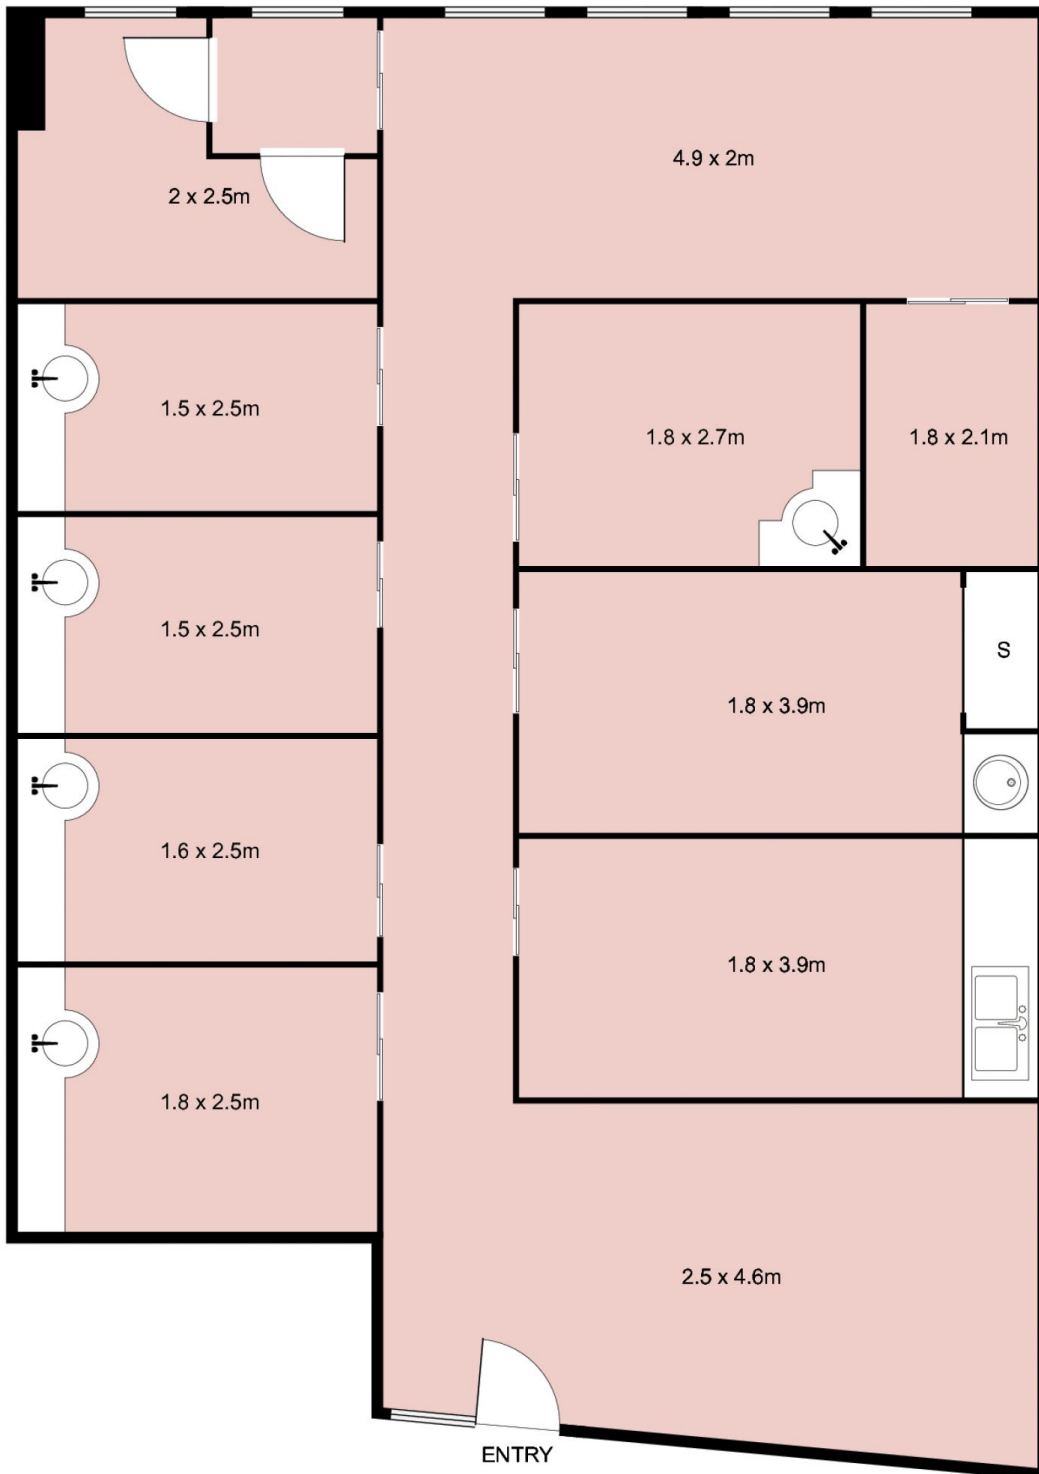 4.9 x 2m
2 x 2.5m
1.5 x 2.5m
1.8 x 2.7m
1.8 x 2.1m
1.5 x 2.5m
S
1.8 x 3.9m
1.6 x 2.5m
1.8 x 3.9m
1.8 x 2.5m
2.5 x 4.6m
ENTRY